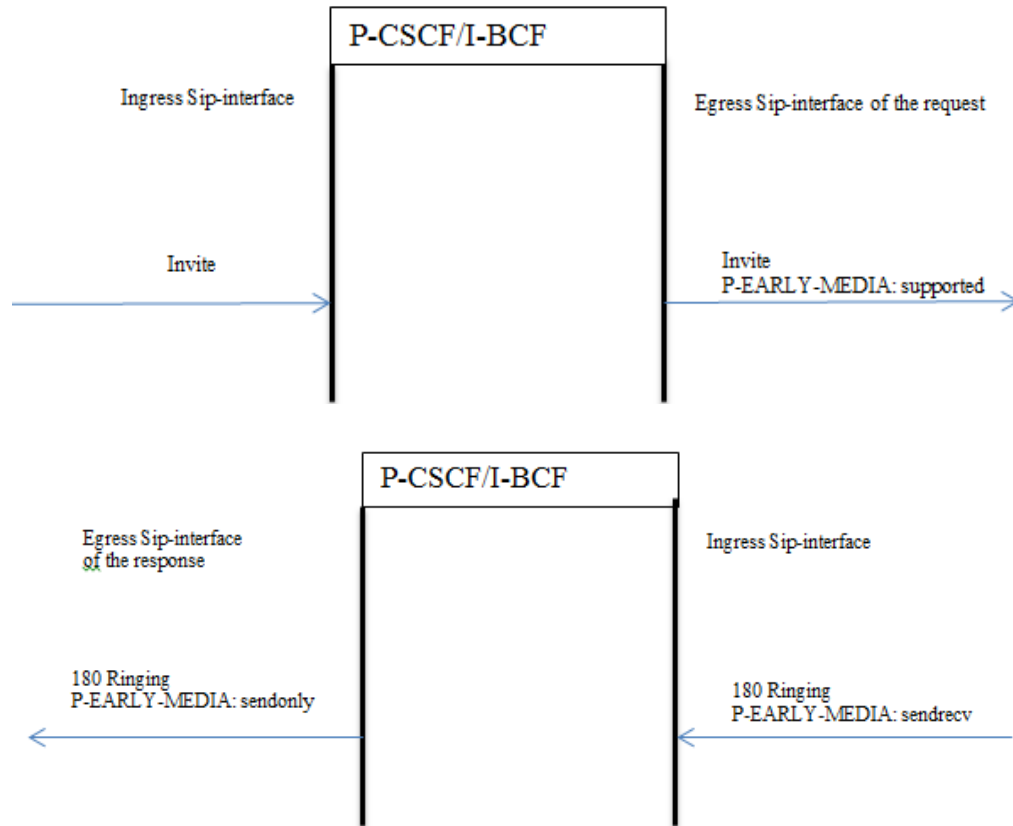 P-CSCF/I-BCF
Ingress Sip-interface
Egress Sip-interface of the request
Invite
Invite
P-EARLY-MEDIA: supported
P-CSCF/I-BCF
Egress Sip-interface
of the response
Ingress Sip-interface
180 Ringing
P-EARLY-MEDIA: sendonly
180 Ringing
P-EARLY-MEDIA: sendrecv